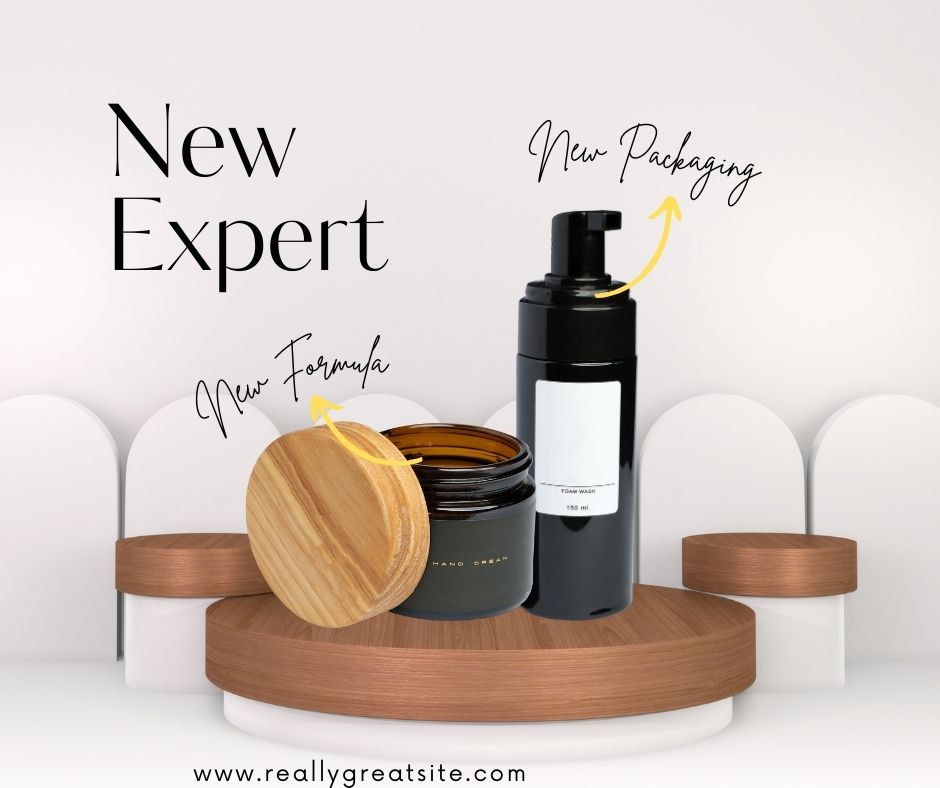 New
Expert
New Packaging
New Formula
HAND CREAM
FOAM WASH
150 ml.
www.reallygreatsite.com